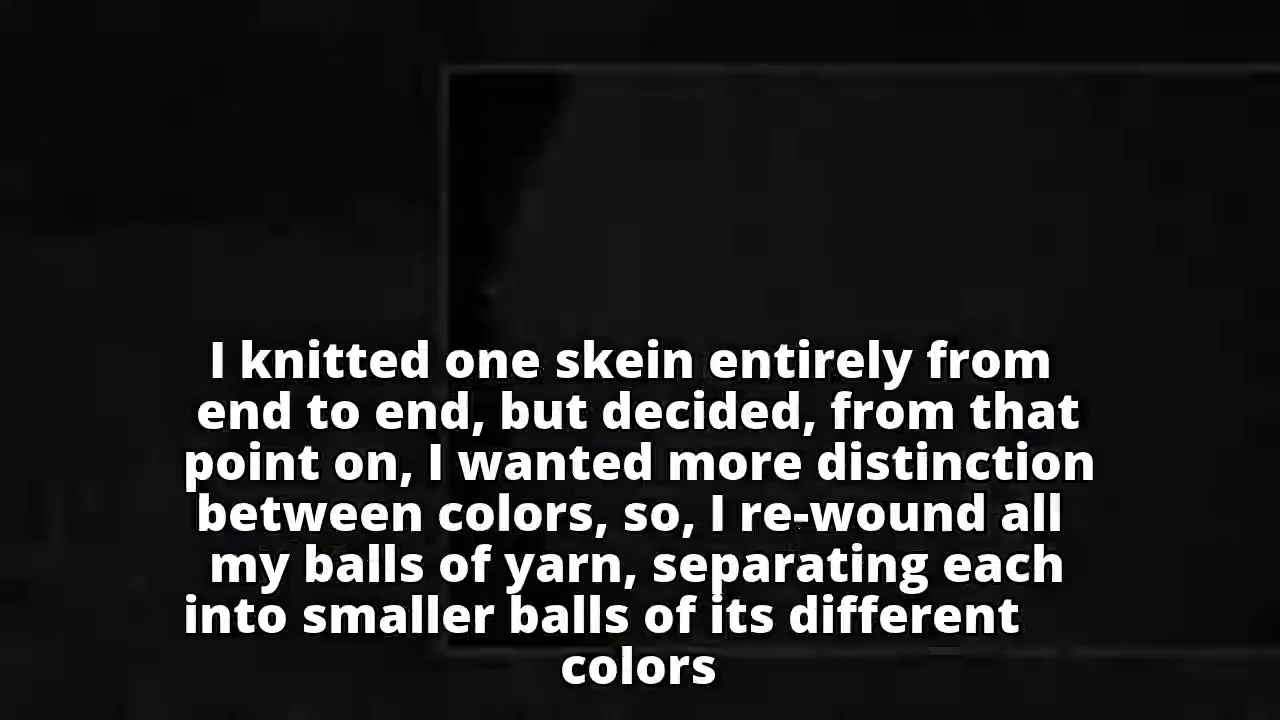 I knitted one skein entirely from
end to end, but decided, from that
point on, I wanted more distinction
between colors, so, I re-wound all
my balls of yarn, separating each
into smaller balls of its different
colors